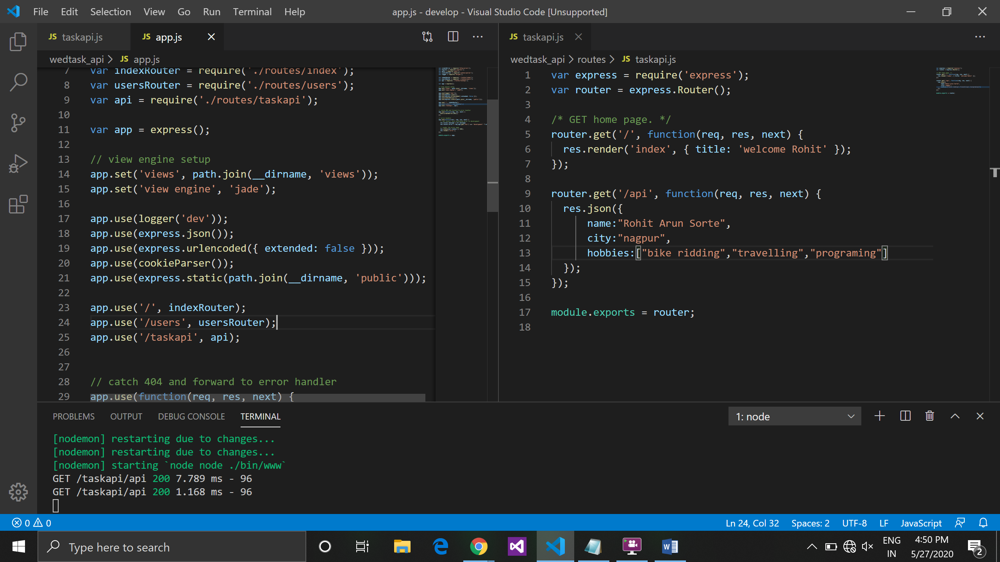 File Edit Selection View Go Run Terminal Help
app.js - develop - Visual Studio Code [Unsupported]
JS taskapi.js
JS app.js
wedtask_api > JS app.js
7 var indexRouter = require('./routes/index');
8 var usersRouter = require('./routes/users');
9 var api = require('./routes/taskapi');
10
11 var app = express();
12
13 // view engine setup
14 app.set('views', path.join(__dirname, 'views'));
15 app.set('view engine', 'jade');
16
17 app.use(logger('dev'));
18 app.use(express.json());
19 app.use(express.urlencoded({ extended: false }));
20 app.use(cookieParser());
21 app.use(express.static(path.join(__dirname, 'public')));
22
23 app.use('/', indexRouter);
24 app.use('/users', usersRouter);
25 app.use('/taskapi', api);
26
27
28 // catch 404 and forward to error handler
29 app.use(function(req, res, next) {
JS taskapi.js
wedtask_api > routes > JS taskapi.js
1 var express = require('express');
2 var router = express.Router();
3
4 /* GET home page. */
5 router.get('/', function(req, res, next) {
6 res.render('index', { title: 'welcome Rohit' });
7 });
8
9 router.get('/api', function(req, res, next) {
10 res.json({
11 name:"Rohit Arun Sorte",
12 city:"nagpur",
13 hobbies:["bike ridding","travelling","programing"]
14 });
15 });
16
17 module.exports = router;
18
PROBLEMS OUTPUT DEBUG CONSOLE TERMINAL
1: node
[nodemon] restarting due to changes...
[nodemon] restarting due to changes...
[nodemon] starting `node node ./bin/www`
GET /taskapi/api 200 7.789 ms - 96
GET /taskapi/api 200 1.168 ms - 96
0 0
Ln 24, Col 32 Spaces: 2 UTF-8 LF JavaScript
Type here to search
ENG
IN
4:50 PM
5/27/2020
2